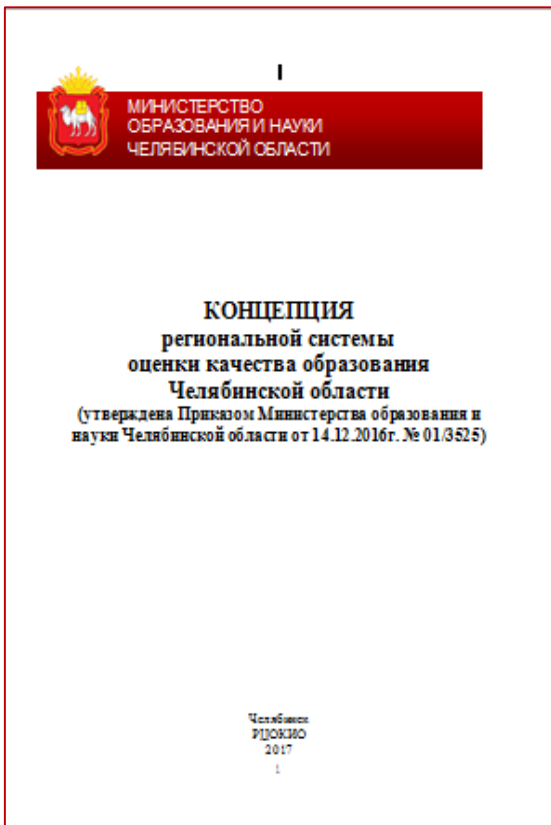 I
МИНИСТЕРСТВО
ОБРАЗОВАНИЯ И НАУКИ
ЧЕЛЯБИНСКОЙ ОБЛАСТИ
КОНЦЕПЦИЯ
региональной системы
оценки качества образования
Челябинской области
(утверждена Приказом Министерства образования и
науки Челябинской области от 14.12.2016г. № 01/3525)
Челябинск
РЦОКИО
2017
1